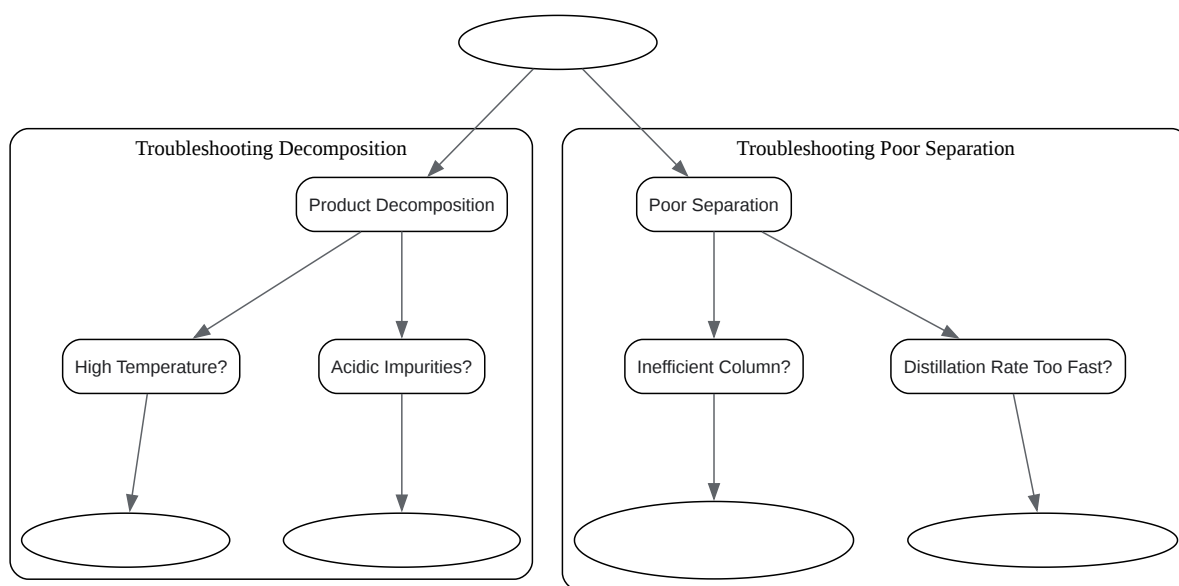 Troubleshooting Decomposition
Troubleshooting Poor Separation
Product Decomposition
Poor Separation
High Temperature?
Acidic Impurities?
Inefficient Column?
Distillation Rate Too Fast?